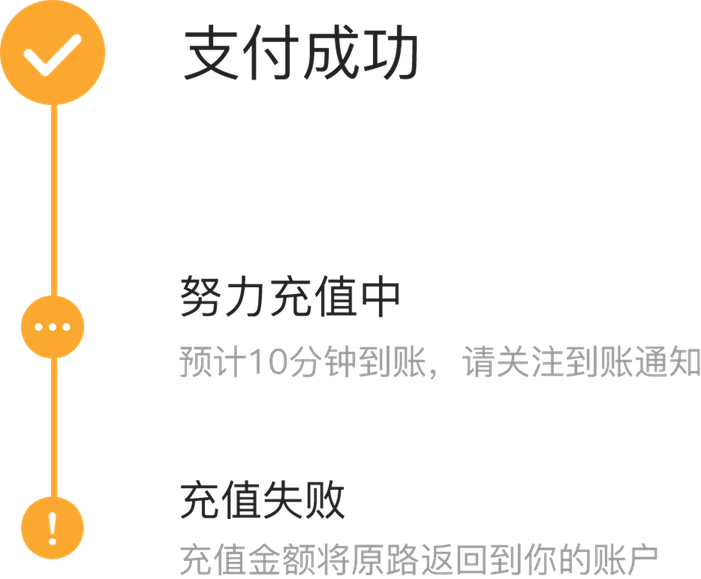 支付成功
努力充值中
预计10分钟到账，请关注到账通知
充值失败
充值金额将原路返回到你的账户